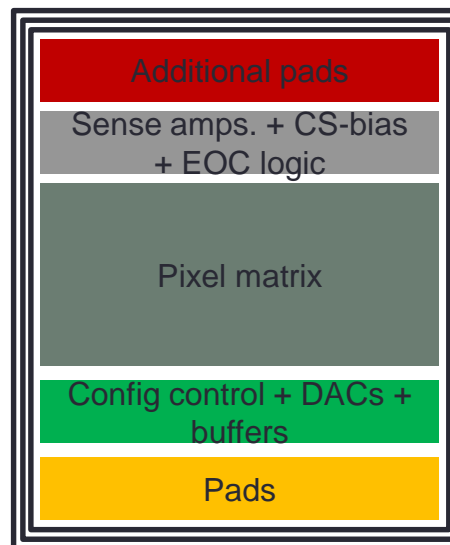 Additional pads
Sense amps. + CS-bias
+ EOC logic
Pixel matrix
Config control + DACs +
buffers
Pads